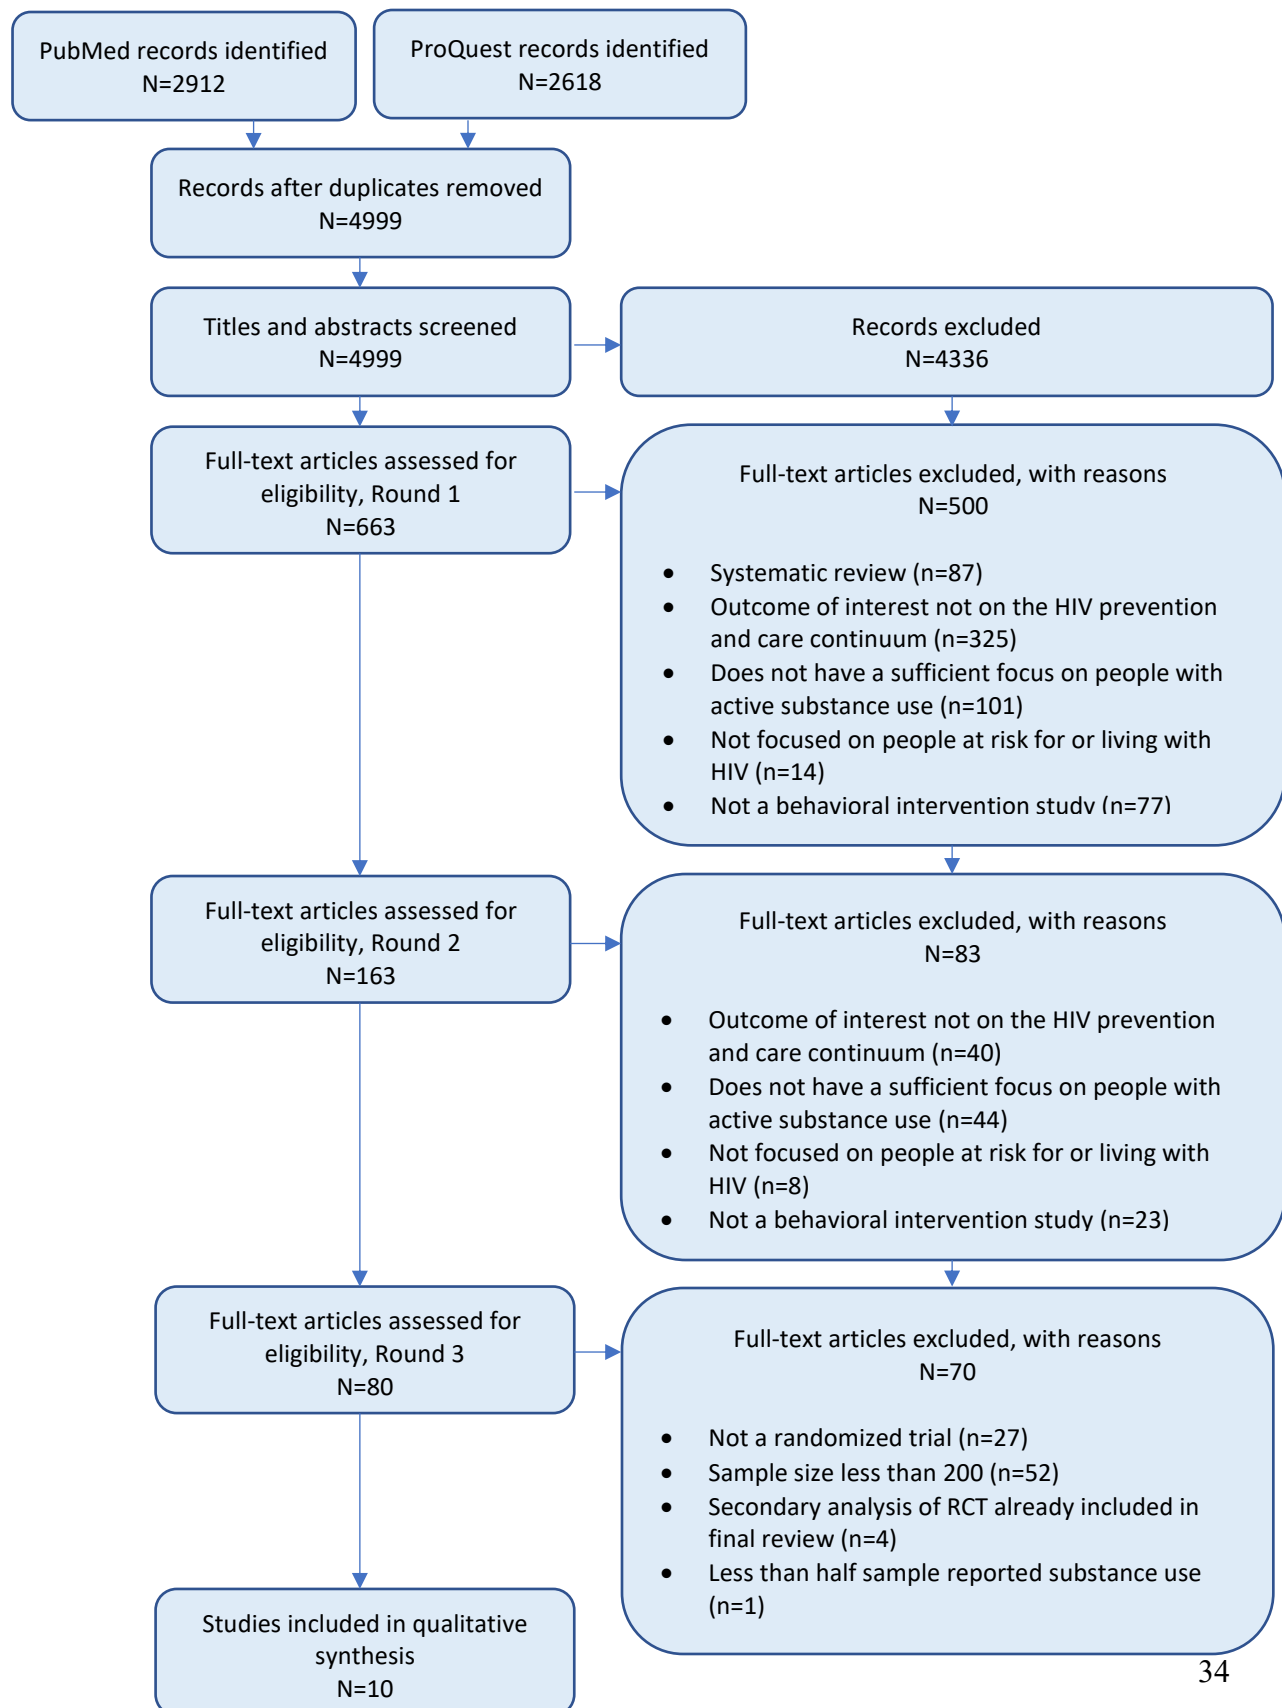 PubMed records identified
N=2912
ProQuest records identified
N=2618
Records after duplicates removed
N=4999
Titles and abstracts screened
N=4999
Records excluded
N=4336
Full-text articles assessed for
eligibility, Round 1
N=663
Full-text articles excluded, with reasons
N=500
• Systematic review (n=87)
• Outcome of interest not on the HIV prevention
and care continuum (n=325)
• Does not have a sufficient focus on people with
active substance use (n=101)
• Not focused on people at risk for or living with
HIV (n=14)
• Not a behavioral intervention study (n=77)
Full-text articles assessed for
eligibility, Round 2
N=163
Full-text articles excluded, with reasons
N=83
• Outcome of interest not on the HIV prevention
and care continuum (n=40)
• Does not have a sufficient focus on people with
active substance use (n=44)
• Not focused on people at risk for or living with
HIV (n=8)
• Not a behavioral intervention study (n=23)
Full-text articles assessed for
eligibility, Round 3
N=80
Full-text articles excluded, with reasons
N=70
• Not a randomized trial (n=27)
• Sample size less than 200 (n=52)
• Secondary analysis of RCT already included in
final review (n=4)
• Less than half sample reported substance use
(n=1)
Studies included in qualitative
synthesis
N=10
34